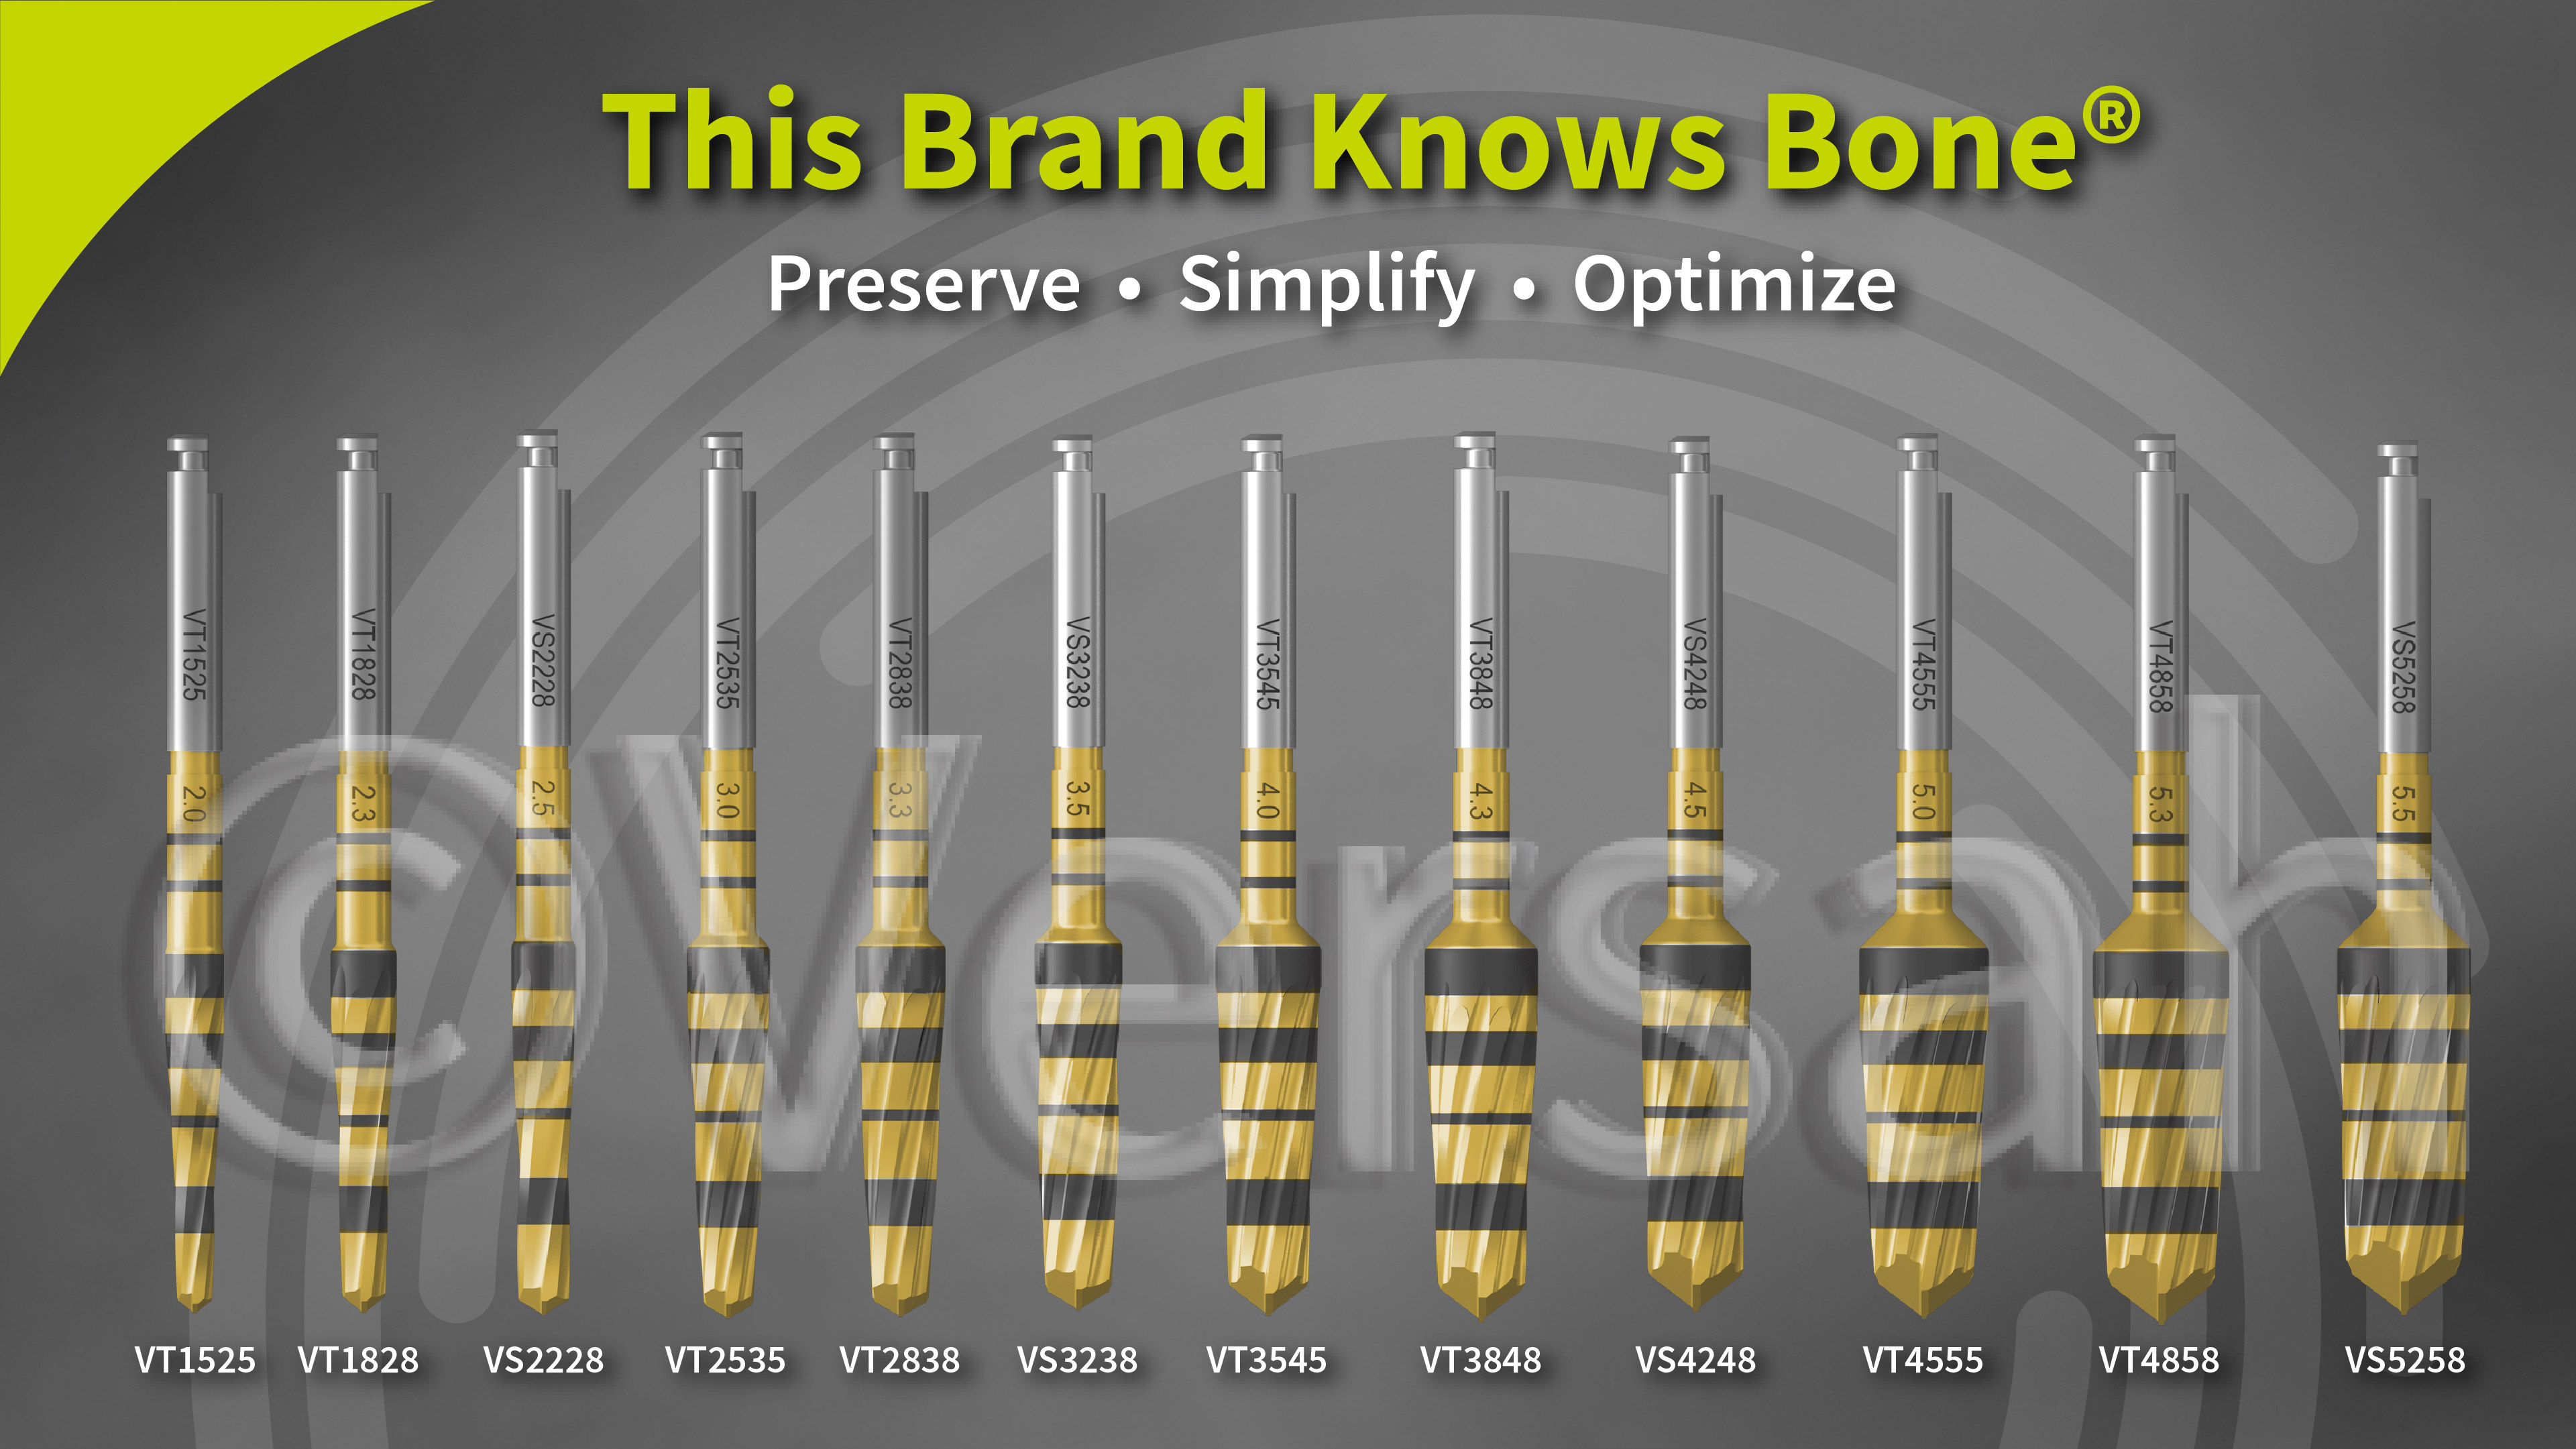 This Brand Knows Bone®
Preserve • Simplify • Optimize
VT1525 VT1828 VS2228 VT2535 VT2838 VS3238 VT3545 VT3848 VS4248 VT4555 VT4858 VS5258
2.0 2.3 2.5 3.0 3.3 3.5 4.0 4.3 4.5 5.0 5.3 5.5
©Versah
VT1525 VT1828 VS2228 VT2535 VT2838 VS3238 VT3545 VT3848 VS4248 VT4555 VT4858 VS5258